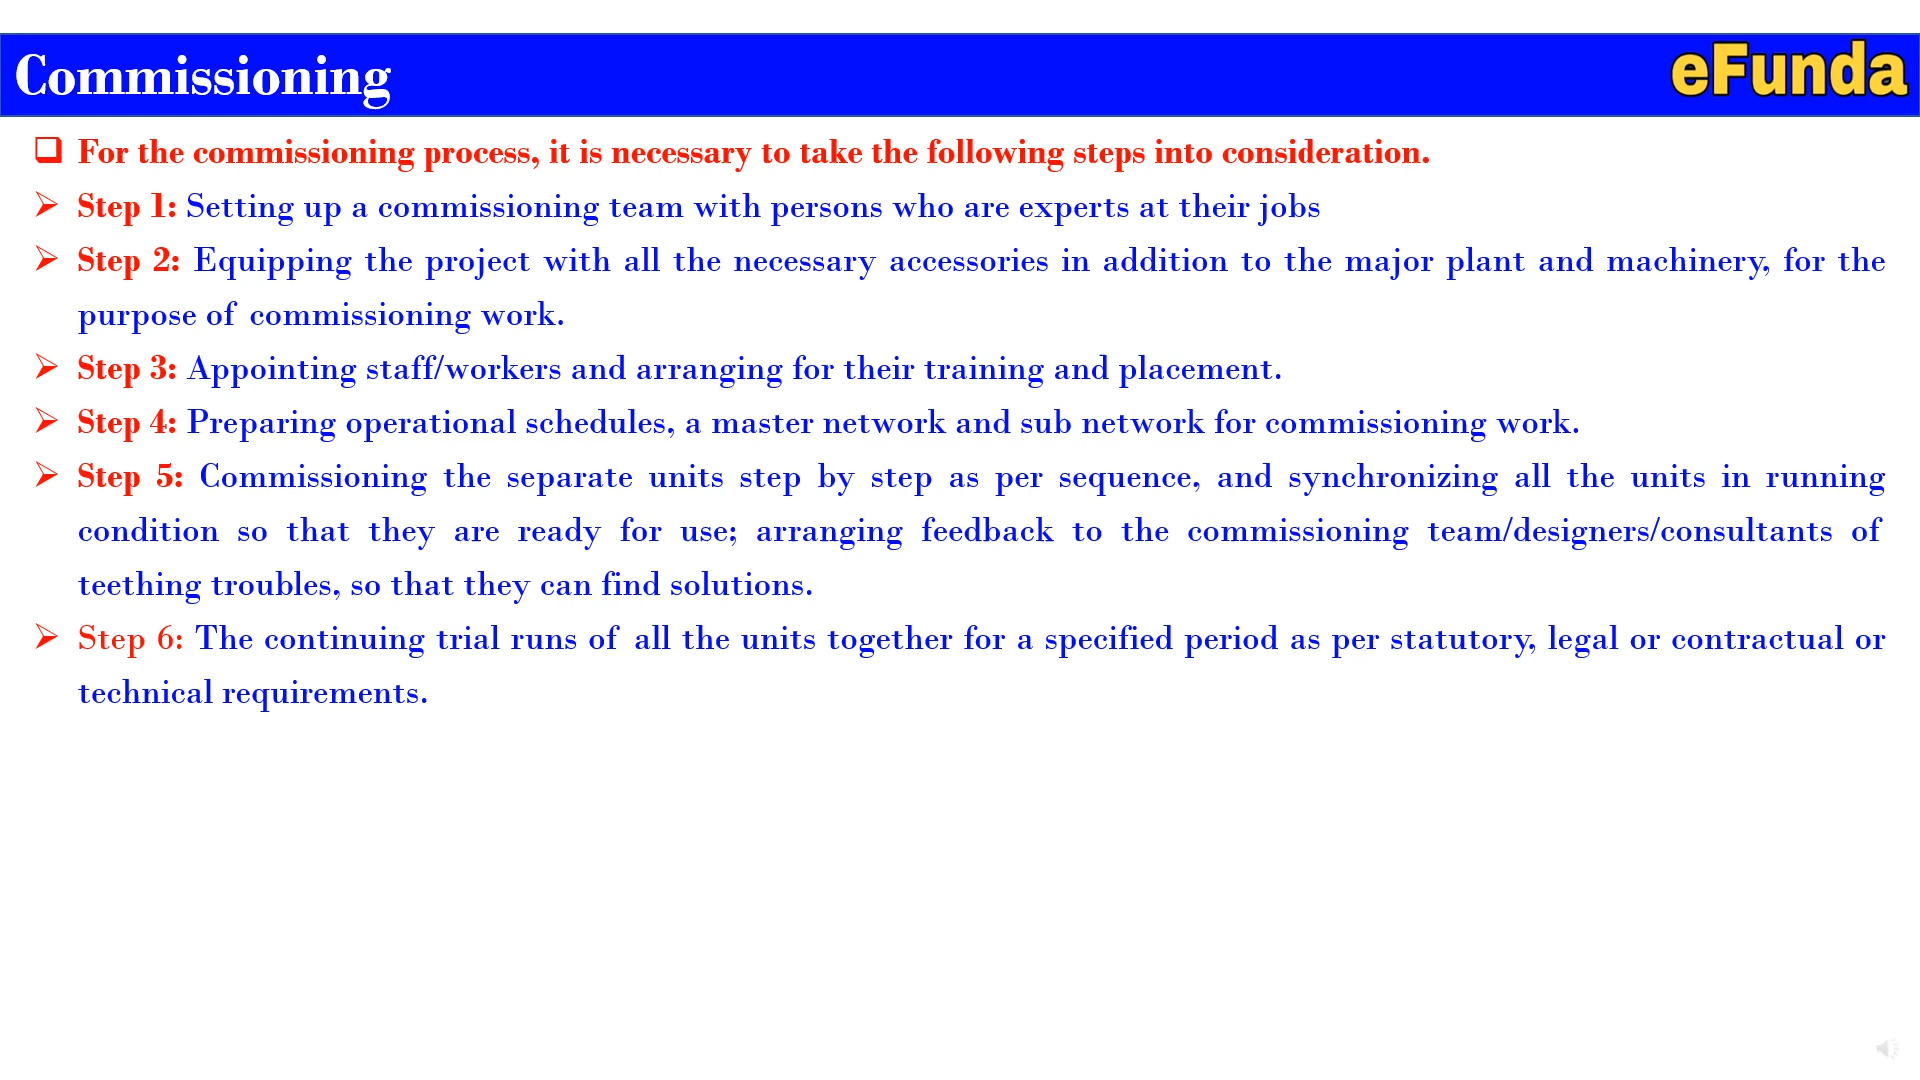 Commissioning
eFunda
For the commissioning process, it is necessary to take the following steps into consideration.
Step 1: Setting up a commissioning team with persons who are experts at their jobs
Step 2: Equipping the project with all the necessary accessories in addition to the major plant and machinery, for the
purpose of commissioning work.
Step 3: Appointing staff/workers and arranging for their training and placement.
Step 4: Preparing operational schedules, a master network and sub network for commissioning work.
Step 5: Commissioning the separate units step by step as per sequence, and synchronizing all the units in running
condition so that they are ready for use; arranging feedback to the commissioning team/designers/consultants of
teething troubles, so that they can find solutions.
Step 6: The continuing trial runs of all the units together for a specified period as per statutory, legal or contractual or
technical requirements.